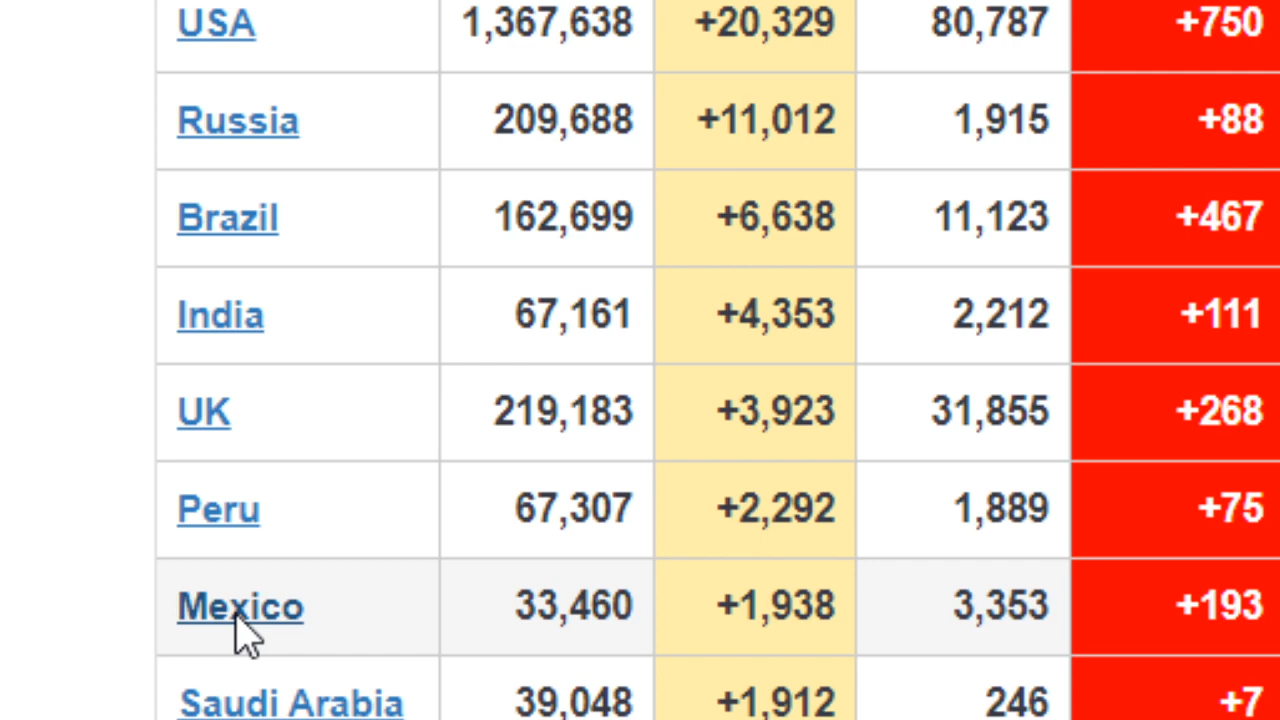 USA 1,367,638 +20,329 80,787 +750
Russia 209,688 +11,012 1,915 +88
Brazil 162,699 +6,638 11,123 +467
India 67,161 +4,353 2,212 +111
UK 219,183 +3,923 31,855 +268
Peru 67,307 +2,292 1,889 +75
Mexico 33,460 +1,938 3,353 +193
Saudi Arabia 39,048 +1,912 246 +7